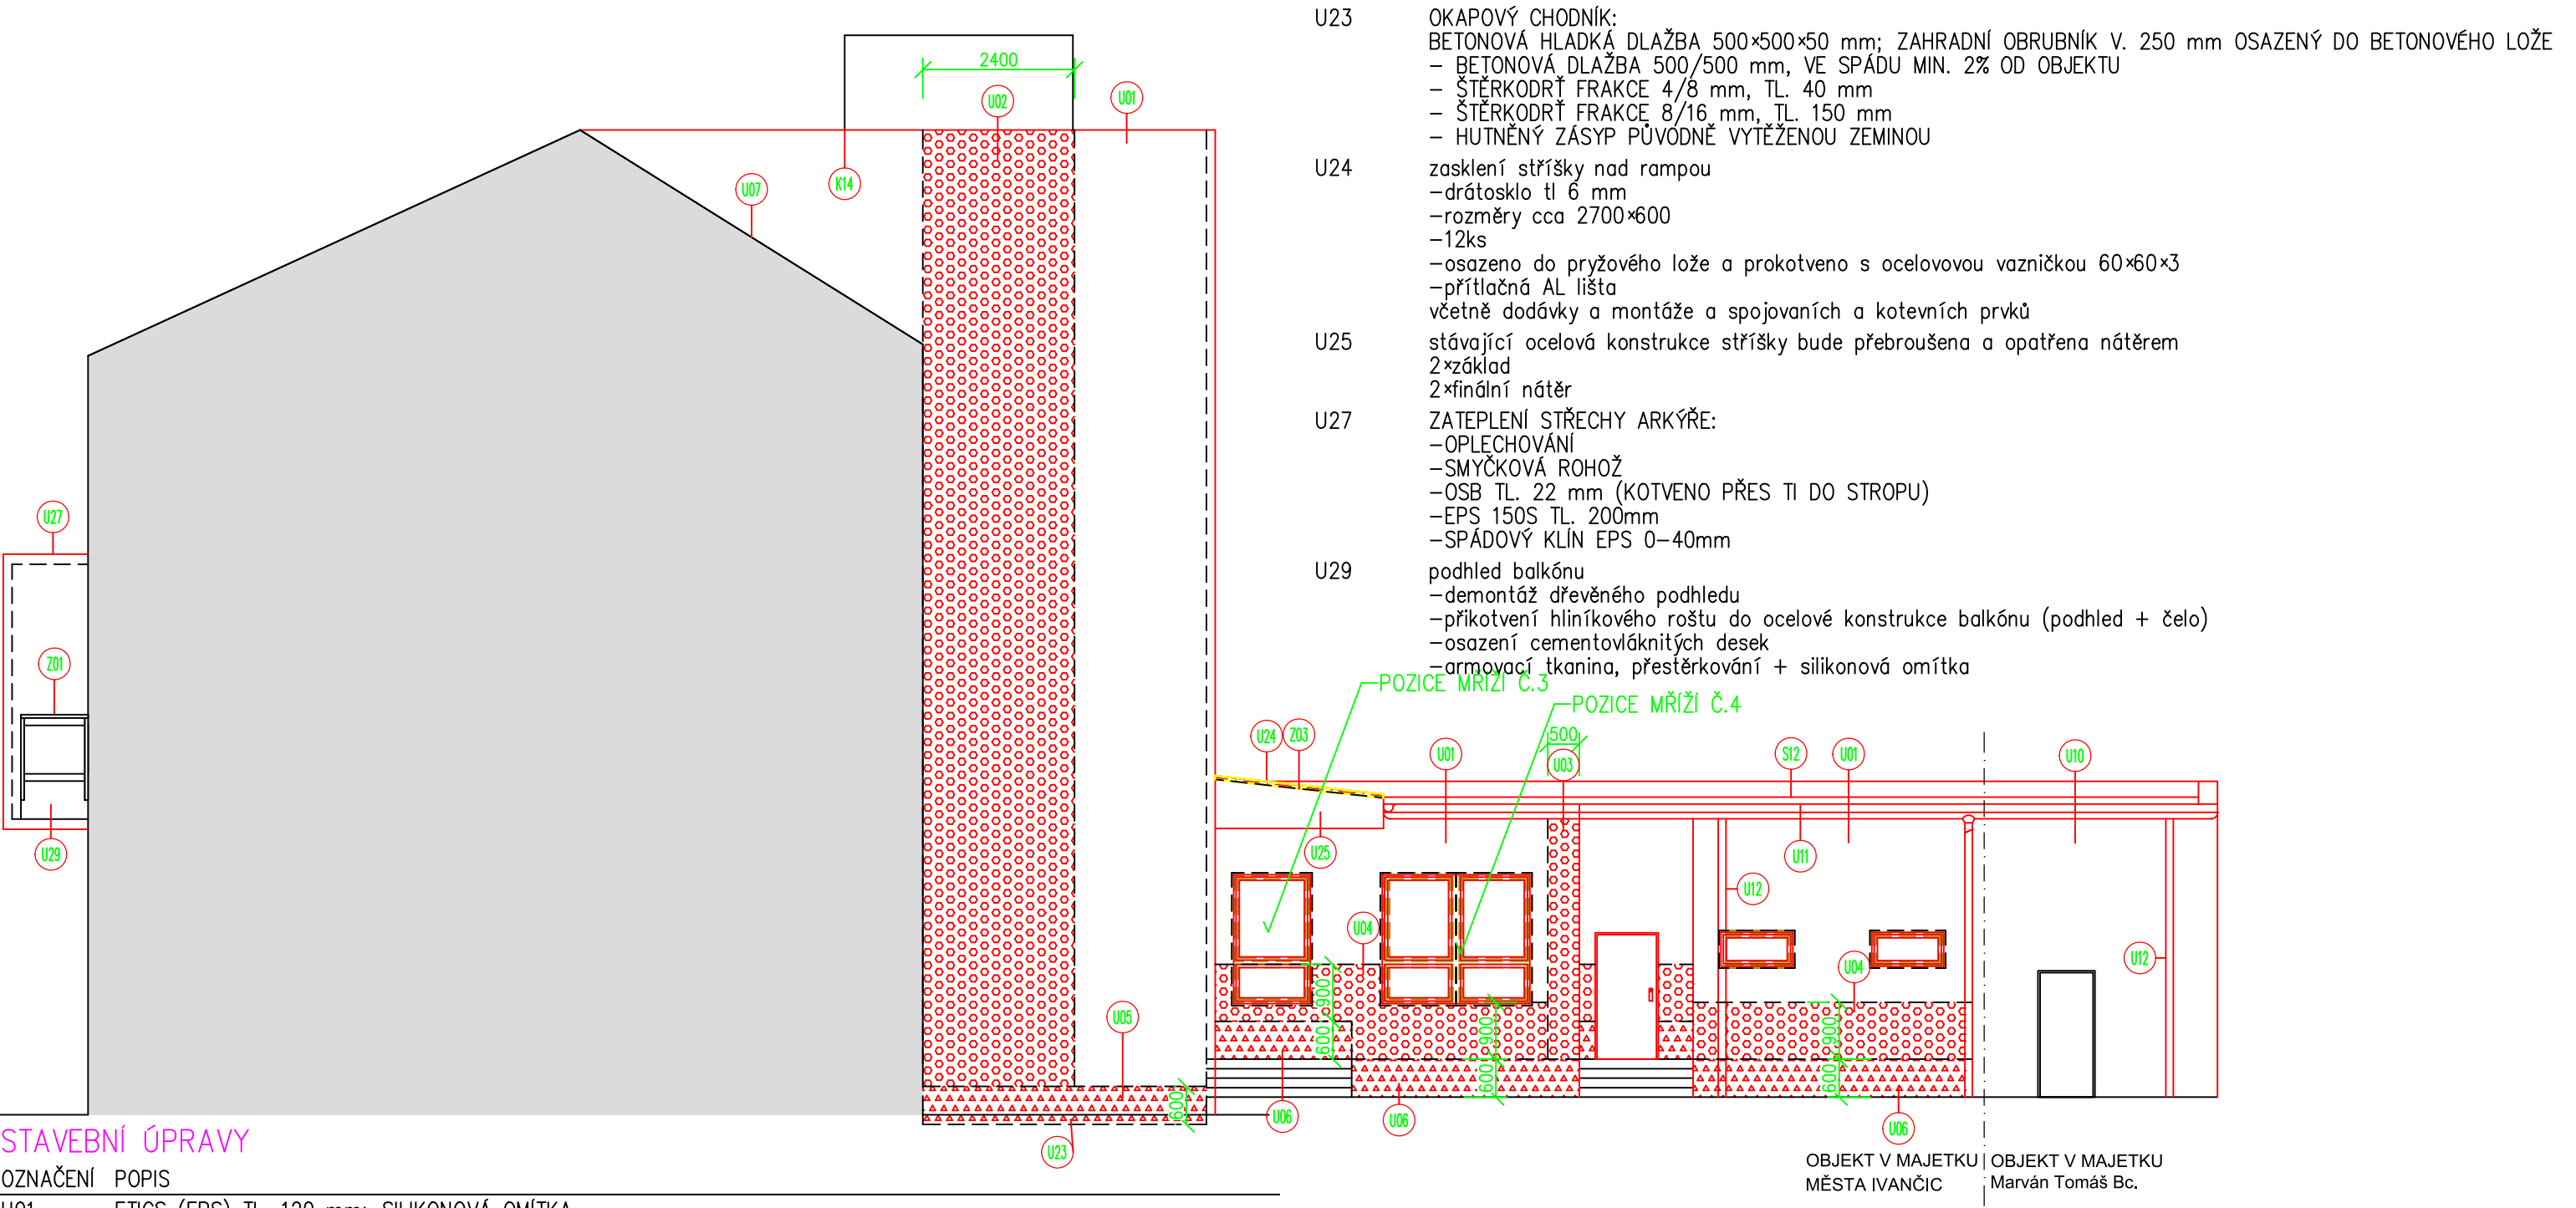 U23 OKAPOVÝ CHODNÍK:
BETONOVÁ HLADKÁ DLAŽBA 500×500×50 mm; ZAHRADNÍ OBRUBNÍK V. 250 mm OSAZENÝ DO BETONOVÉHO LOŽE
– BETONOVÁ DLAŽBA 500/500 mm, VE SPÁDU MIN. 2% OD OBJEKTU
– ŠTĚRKODRŤ FRAKCE 4/8 mm, TL. 40 mm
– ŠTĚRKODRŤ FRAKCE 8/16 mm, TL. 150 mm
– HUTNĚNÝ ZÁSYP PŮVODNĚ VYTĚŽENOU ZEMINOU
U24 zasklení stříšky nad rampou
–drátosklo tl 6 mm
–rozměry cca 2700×600
–12ks
–osazeno do pryžového lože a prokotveno s ocelovovou vazničkou 60×60×3
–přítlačná AL lišta
včetně dodávky a montáže a spojovaních a kotevních prvků
U25 stávající ocelová konstrukce stříšky bude přebroušena a opatřena nátěrem
2×základ
2×finální nátěr
U27 ZATEPLENÍ STŘECHY ARKÝŘE:
–OPLECHOVÁNÍ
–SMYČKOVÁ ROHOŽ
–OSB TL. 22 mm (KOTVENO PŘES TI DO STROPU)
–EPS 150S TL. 200mm
–SPÁDOVÝ KLÍN EPS 0–40mm
U29 podhled balkónu
–demontáž dřevěného podhledu
–přikotvení hliníkového roštu do ocelové konstrukce balkónu (podhled + čelo)
–osazení cementovláknitých desek
–armovací tkanina, přestěrkování + silikonová omítka
POZICE MŘÍŽÍ Č.3
POZICE MŘÍŽÍ Č.4
2400
U02
U01
U07
K14
U27
Z01
U29
U24
Z03
U01
500
U03
S12
U01
U10
U25
U11
U12
U04
U04
U12
U05
900
600
900
600
900
600
600
U06
U06
U06
U23
STAVEBNÍ ÚPRAVY
OZNAČENÍ POPIS
U01 ETICS (EPS) TL. 120 mm; SILIKONOVÁ OMÍTKA
OBJEKT V MAJETKU
MĚSTA IVANČIC
OBJEKT V MAJETKU
Marván Tomáš Bc.